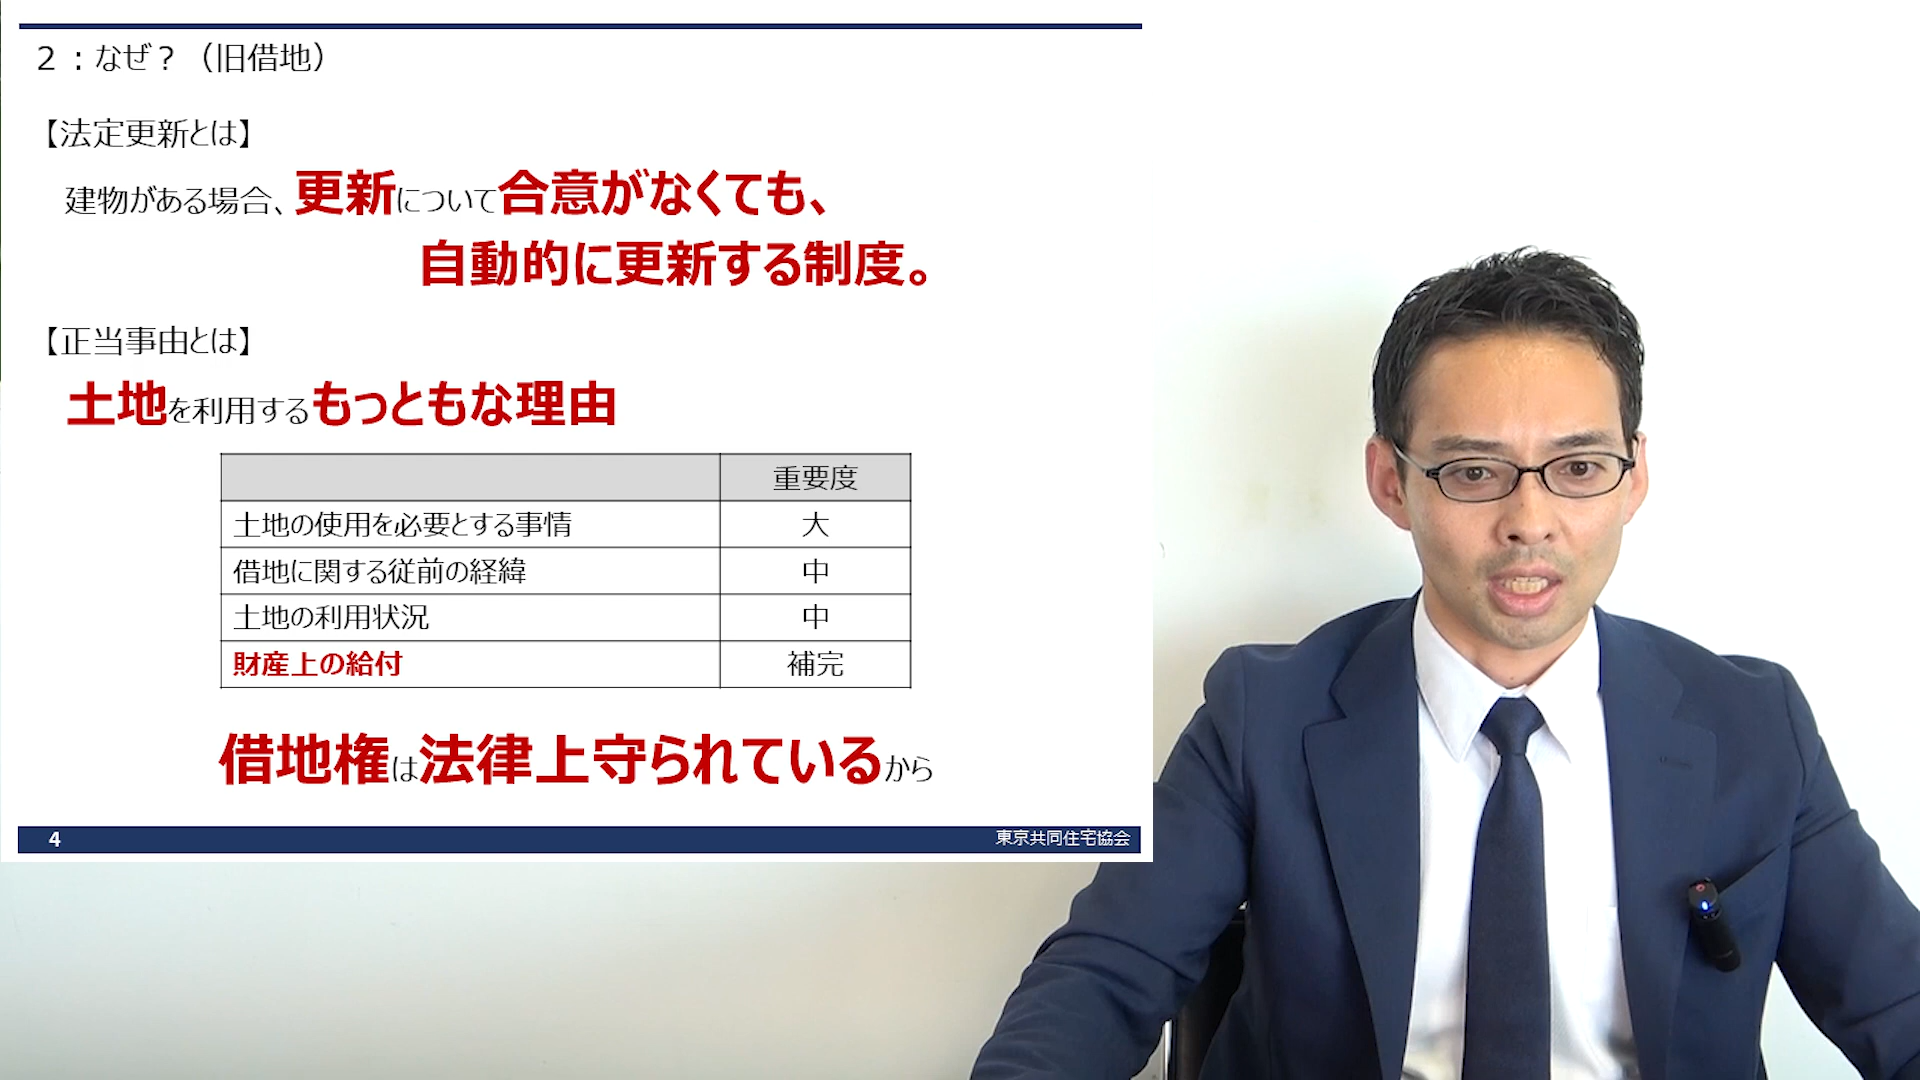 ２：なぜ？（旧借地）
【法定更新とは】
建物がある場合、更新について合意がなくても、
自動的に更新する制度。
【正当事由とは】
土地を利用するもっともな理由
重要度
土地の使用を必要とする事情 大
借地に関する従前の経緯 中
土地の利用状況 中
財産上の給付 補完
借地権は法律上守られているから
4 東京共同住宅協会